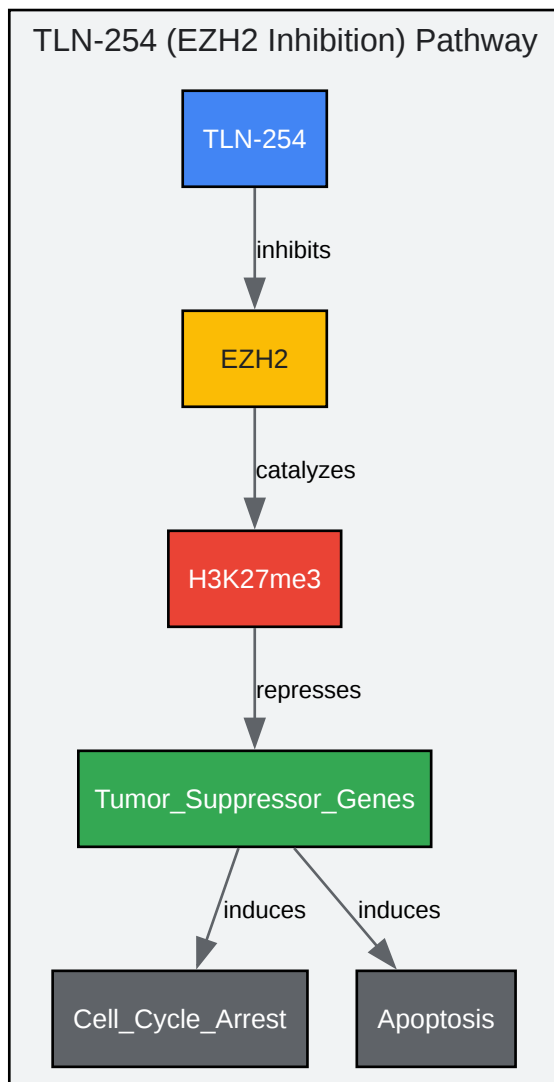 TLN-254 (EZH2 Inhibition) Pathway
TLN-254
inhibits
EZH2
catalyzes
H3K27me3
represses
Tumor_Suppressor_Genes
induces
induces
Cell_Cycle_Arrest
Apoptosis